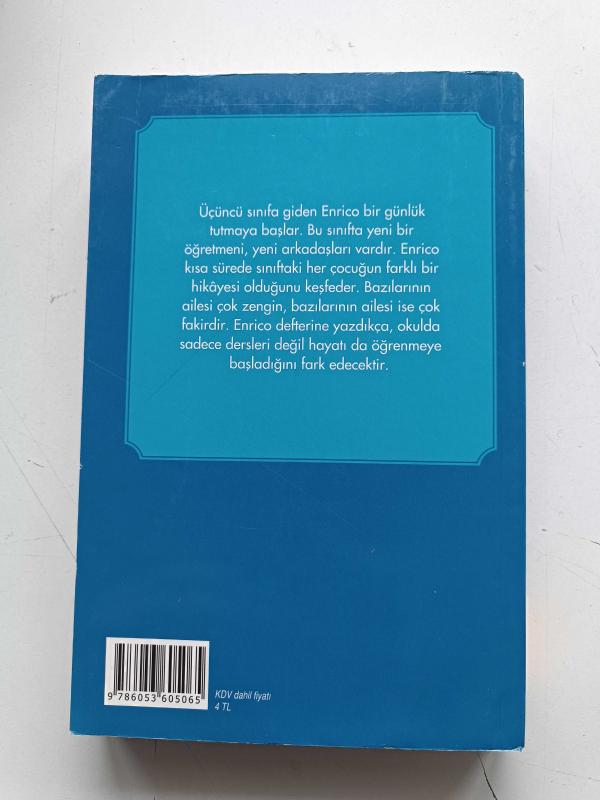 Üçüncü sınıfa giden Enrico bir günlük
tutmaya başlar. Bu sınıfta yeni bir
öğretmeni, yeni arkadaşları vardır. Enrico
kısa sürede sınıftaki her çocuğun farklı bir
hikâyesi olduğunu keşfeder. Bazılarının
ailesi çok zengin, bazılarının ailesi ise çok
fakirdir. Enrico defterine yazdıkça, okulda
sadece dersleri değil hayatı da öğrenmeye
başladığını fark edecektir.
9 786053 605065
KDV dahil fiyatı
4 TL